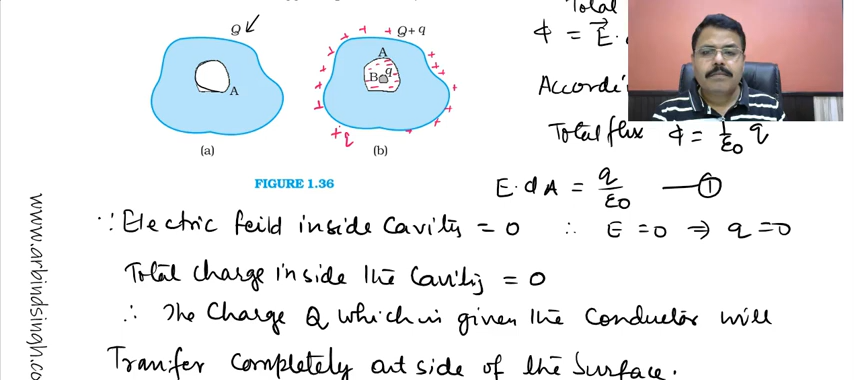 Total
Q
+ + + Q+q
ϕ = E⃗.
A
B q
A
+q
Accordi
Total flux ϕ = 1/ε₀ q
(a)
(b)
FIGURE 1.36
E·dA = q/ε₀ —①
∵ Electric feild inside cavity = 0 ∴ E = 0 ⇒ q = 0
Total charge inside the cavity = 0
∴ The Charge Q which is given the conductor will
Transfer completely out side of the surface.
www.arbindsingh.co